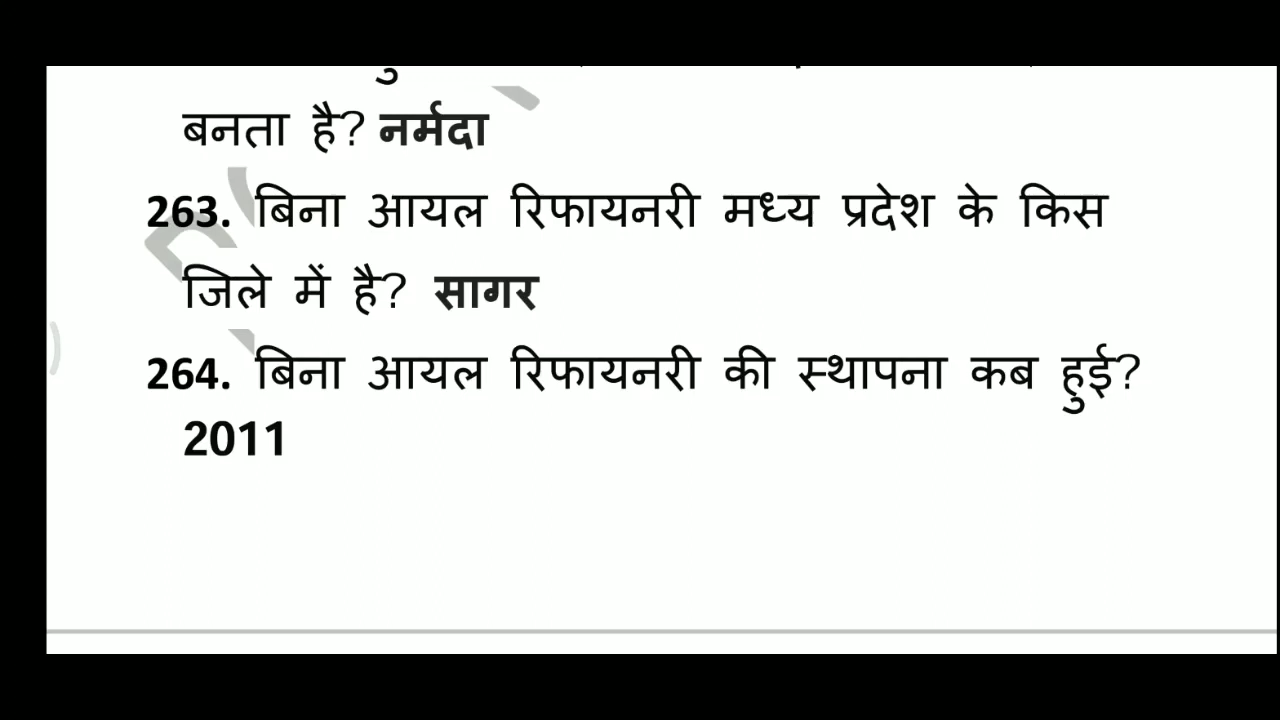 बनता है? नर्मदा
263. बिना आयल रिफायनरी मध्य प्रदेश के किस
जिले में है? सागर
264. बिना आयल रिफायनरी की स्थापना कब हुई?
2011